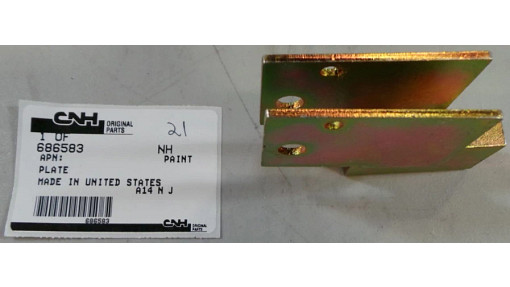 CNH ORIGINAL
PARTS
21
1 OF
686583 NH
APN: PAINT
PLATE
MADE IN UNITED STATES
A14 N J
686583
CNH ORIGINAL
PARTS